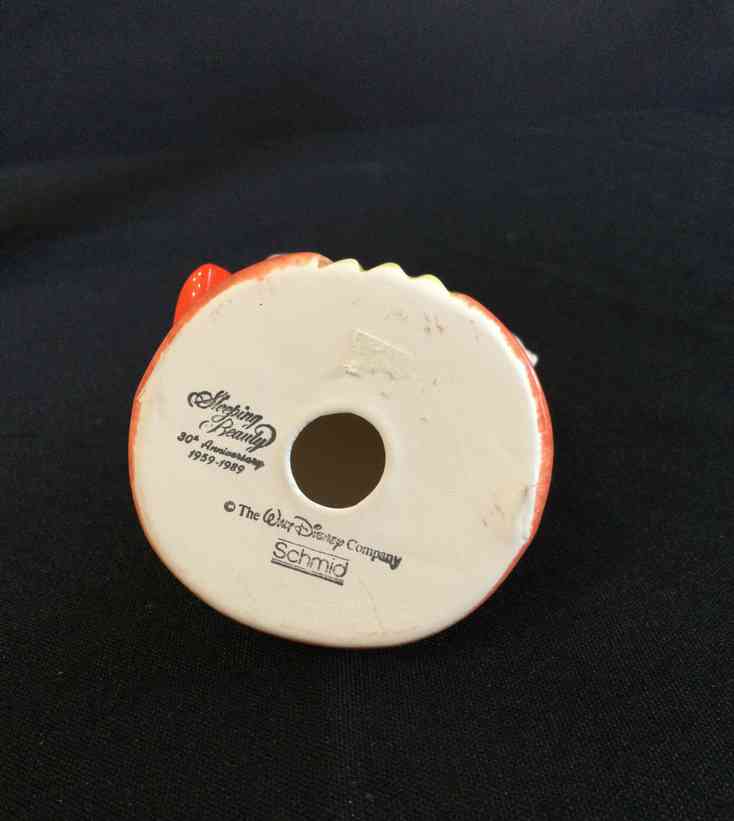 Sleeping
Beauty
30th Anniversary
1959-1989
© The Walt Disney Company
Schmid